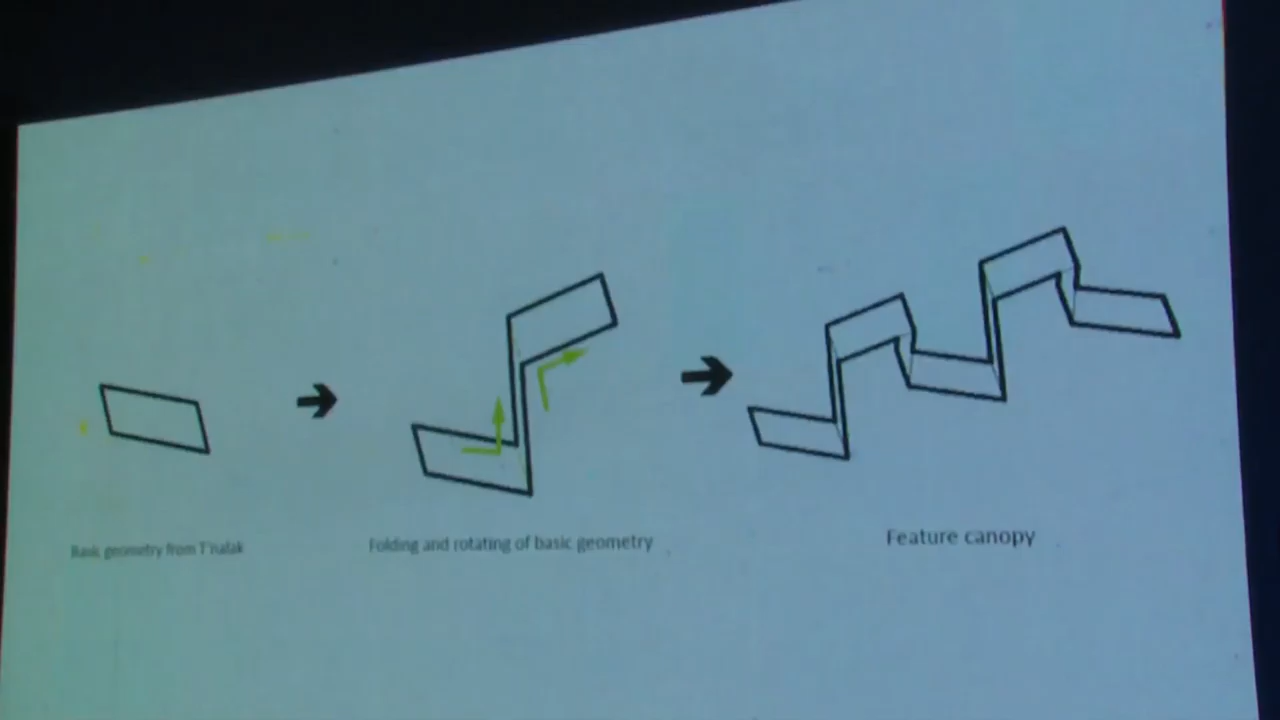 Basic geometry from T'nalak
Folding and rotating of basic geometry
Feature canopy